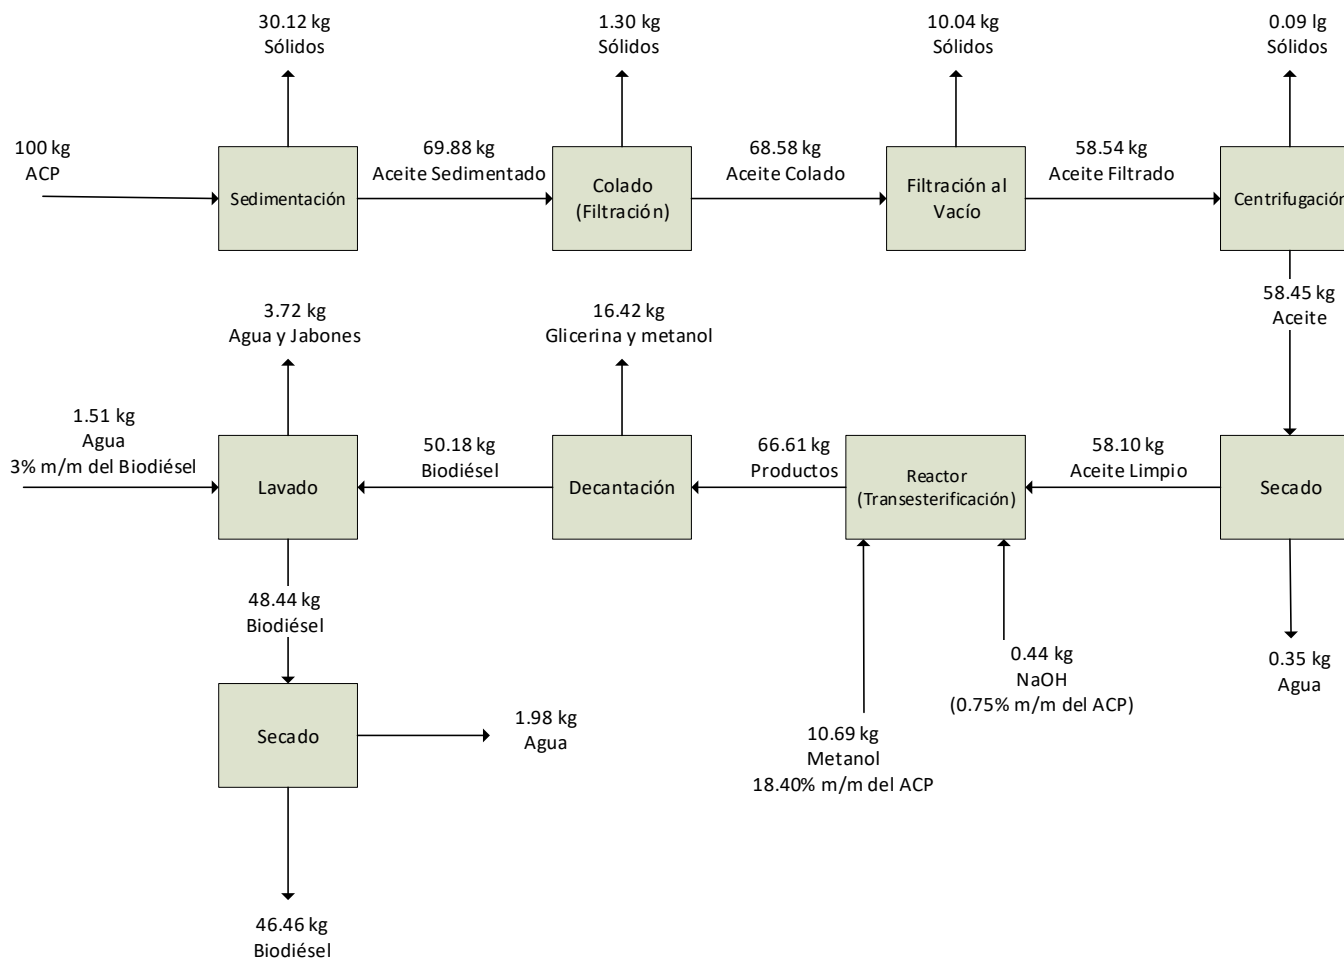 30.12 kg
Sólidos
1.30 kg
Sólidos
10.04 kg
Sólidos
0.09 lg
Sólidos
100 kg
ACP
Sedimentación
69.88 kg
Aceite Sedimentado
Colado
(Filtración)
68.58 kg
Aceite Colado
Filtración al
Vacío
58.54 kg
Aceite Filtrado
Centrifugación
58.45 kg
Aceite
3.72 kg
Agua y Jabones
16.42 kg
Glicerina y metanol
1.51 kg
Agua
3% m/m del Biodiésel
Lavado
50.18 kg
Biodiésel
Decantación
66.61 kg
Productos
Reactor
(Transesterificación)
58.10 kg
Aceite Limpio
Secado
48.44 kg
Biodiésel
0.44 kg
NaOH
(0.75% m/m del ACP)
0.35 kg
Agua
Secado
1.98 kg
Agua
10.69 kg
Metanol
18.40% m/m del ACP
46.46 kg
Biodiésel